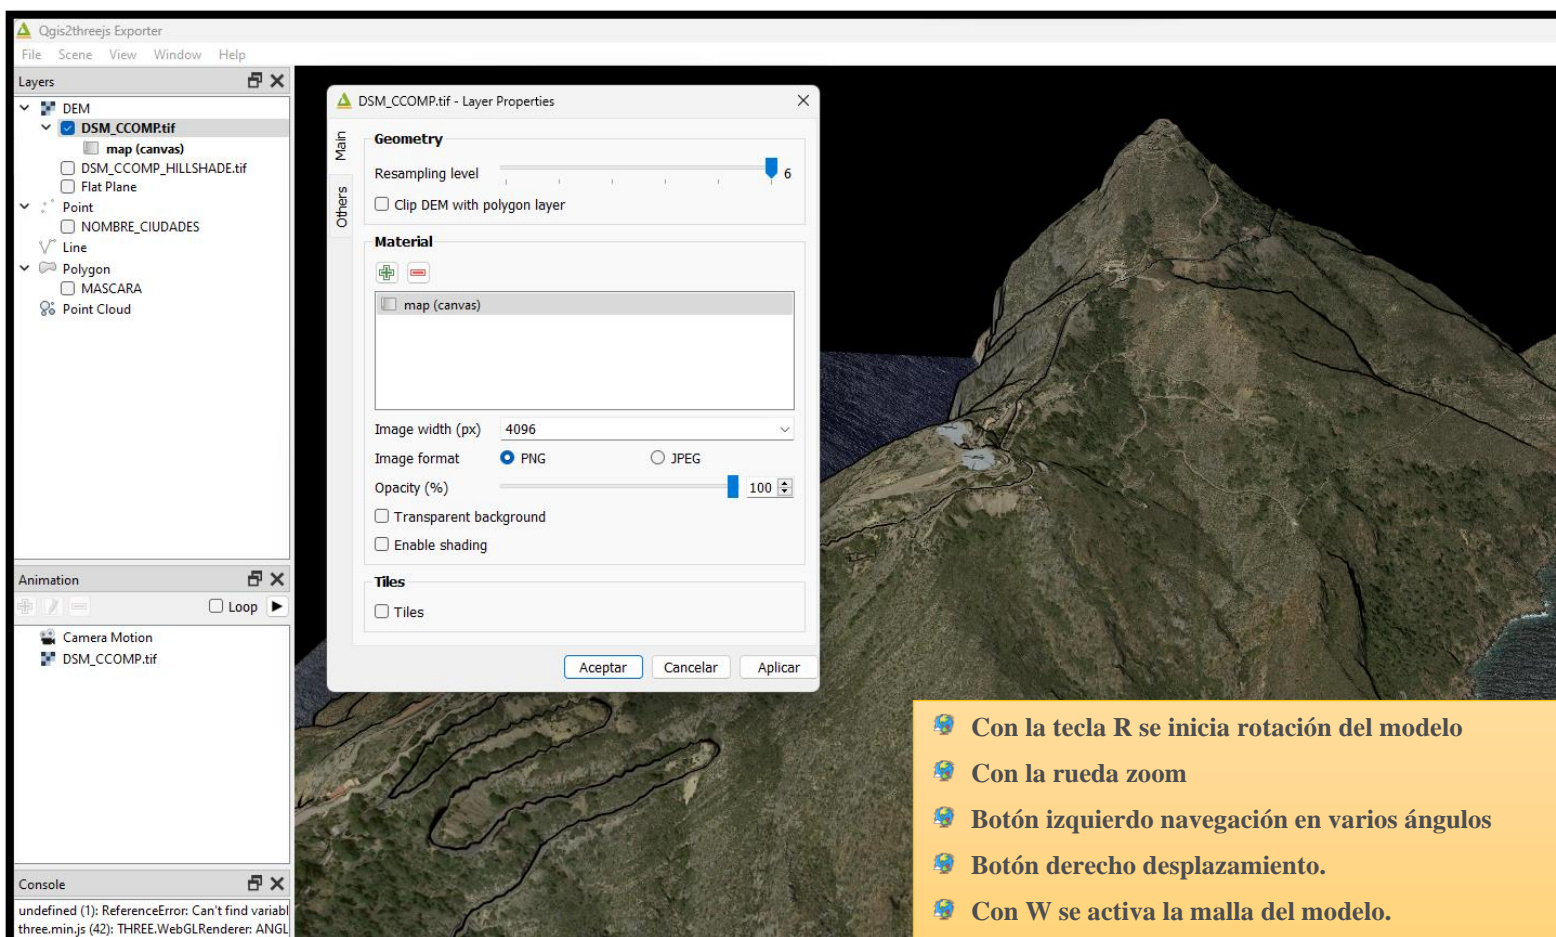 Qgis2threejs Exporter
File Scene View Window Help
Layers
DEM
DSM_CCOMP.tif
map (canvas)
DSM_CCOMP_HILLSHADE.tif
Flat Plane
Point
NOMBRE_CIUDADES
Line
Polygon
MASCARA
Point Cloud
Animation
Loop
Camera Motion
DSM_CCOMP.tif
Console
undefined (1): ReferenceError: Can't find variabl
three.min.js (42): THREE.WebGLRenderer: ANGL
DSM_CCOMP.tif - Layer Properties
Main
Others
Geometry
Resampling level 6
Clip DEM with polygon layer
Material
map (canvas)
Image width (px) 4096
Image format PNG JPEG
Opacity (%) 100
Transparent background
Enable shading
Tiles
Tiles
Aceptar Cancelar Aplicar
Con la tecla R se inicia rotación del modelo
Con la rueda zoom
Botón izquierdo navegación en varios ángulos
Botón derecho desplazamiento.
Con W se activa la malla del modelo.